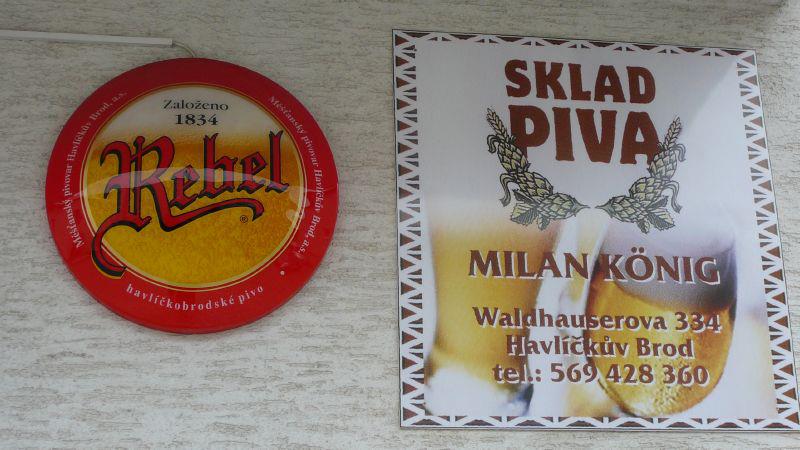 Založeno
1834
Rebel
®
Měšťanský pivovar Havlíčkův Brod, a.s.
Měšťanský pivovar Havlíčkův Brod, a.s.
havlíčkobrodské pivo
SKLAD
PIVA
MILAN KÖNIG
Waldhauserova 334
Havlíčkův Brod
tel.: 569 428 360